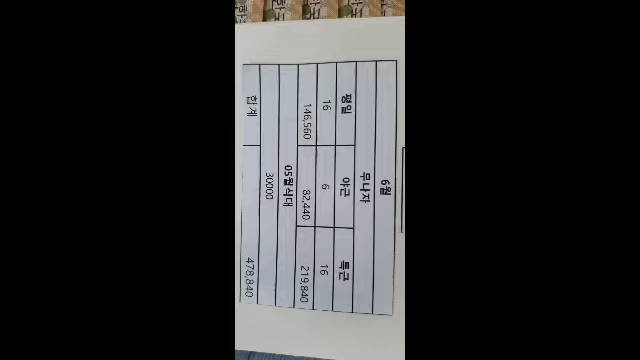 6월
무나자
평일 야근 특근
16 6 16
146,560 82,440 219,840
05월식대
30000
합계 478,840